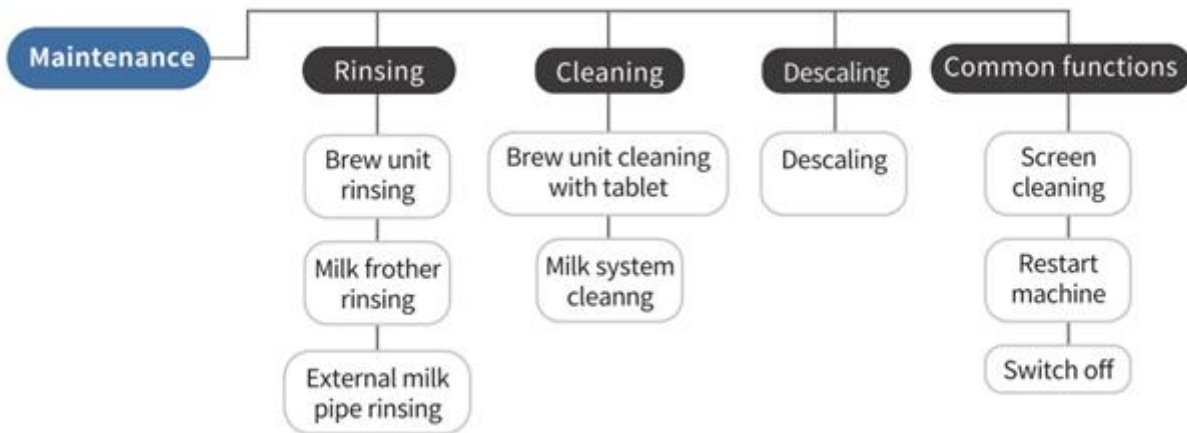 Maintenance
Rinsing
Brew unit
rinsing
Milk frother
rinsing
External milk
pipe rinsing
Cleaning
Brew unit cleaning
with tablet
Milk system
cleanng
Descaling
Descaling
Common functions
Screen
cleaning
Restart
machine
Switch off